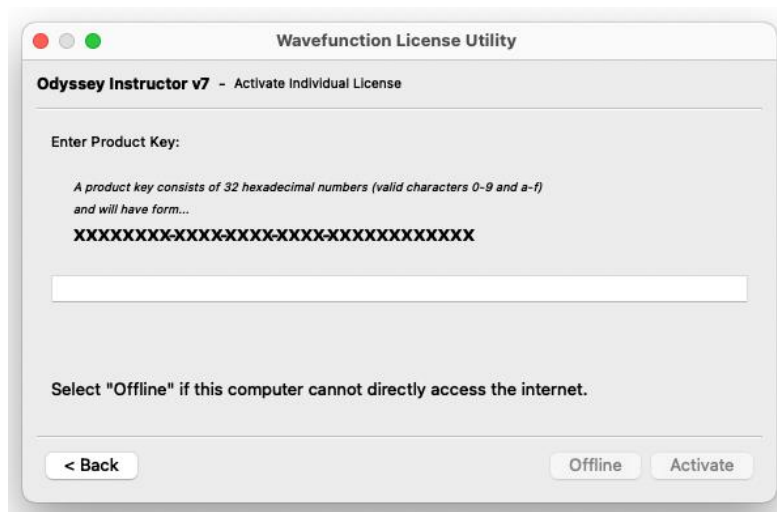 Wavefunction License Utility
Odyssey Instructor v7 - Activate Individual License
Enter Product Key:
A product key consists of 32 hexadecimal numbers (valid characters 0-9 and a-f)
and will have form...
XXXXXXXX-XXXX-XXXX-XXXX-XXXXXXXXXXXX
Select "Offline" if this computer cannot directly access the internet.
< Back Offline Activate